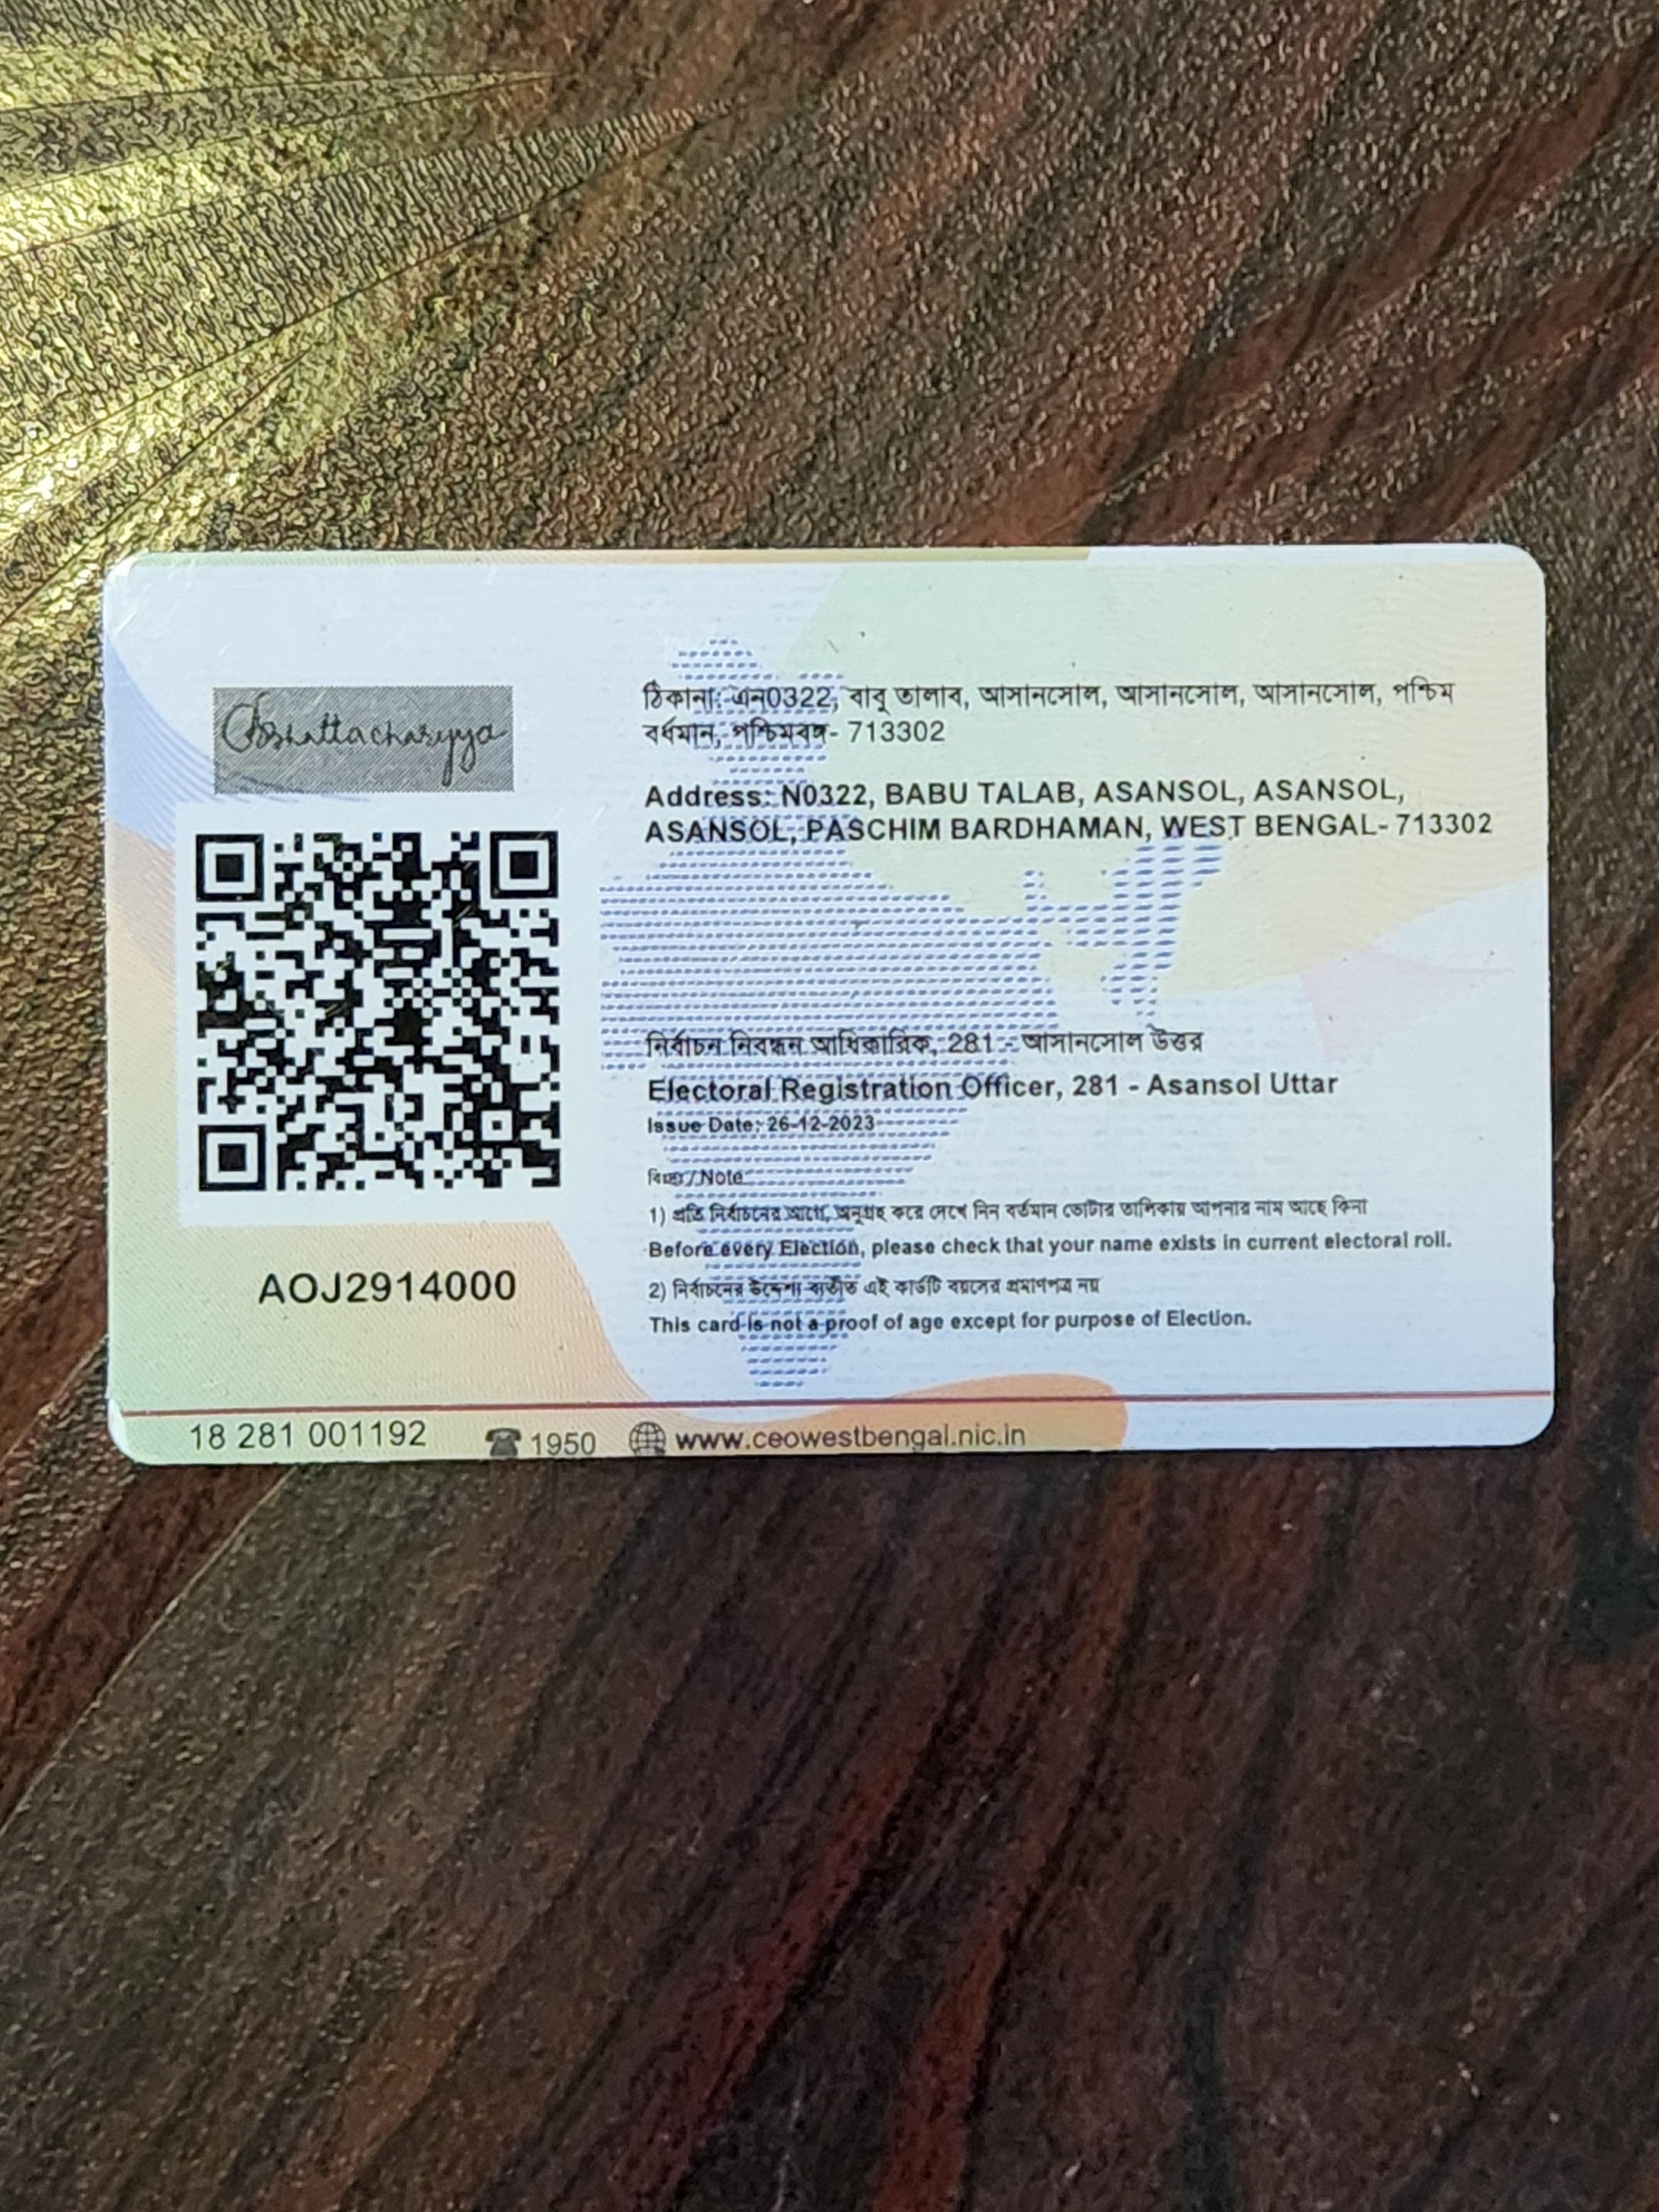 ঠিকানা: এন0322, বাবু তালাব, আসানসোল, আসানসোল, আসানসোল, পশ্চিম
বর্ধমান, পশ্চিমবঙ্গ- 713302
Address: N0322, BABU TALAB, ASANSOL, ASANSOL,
ASANSOL, PASCHIM BARDHAMAN, WEST BENGAL- 713302
নির্বাচন নিবন্ধন আধিকারিক, 281 - আসানসোল উত্তর
Electoral Registration Officer, 281 - Asansol Uttar
Issue Date: 26-12-2023
/ Note
1) প্রতি নির্বাচনের আগে, অনুগ্রহ করে দেখে নিন বর্তমান ভোটার তালিকায় আপনার নাম আছে কিনা
Before every Election, please check that your name exists in current electoral roll.
2) নির্বাচনের উদ্দেশ্য ব্যতীত এই কার্ডটি বয়সের প্রমাণপত্র নয়
This card is not a proof of age except for purpose of Election.
AOJ2914000
18 281 001192
1950
www.ceowestbengal.nic.in